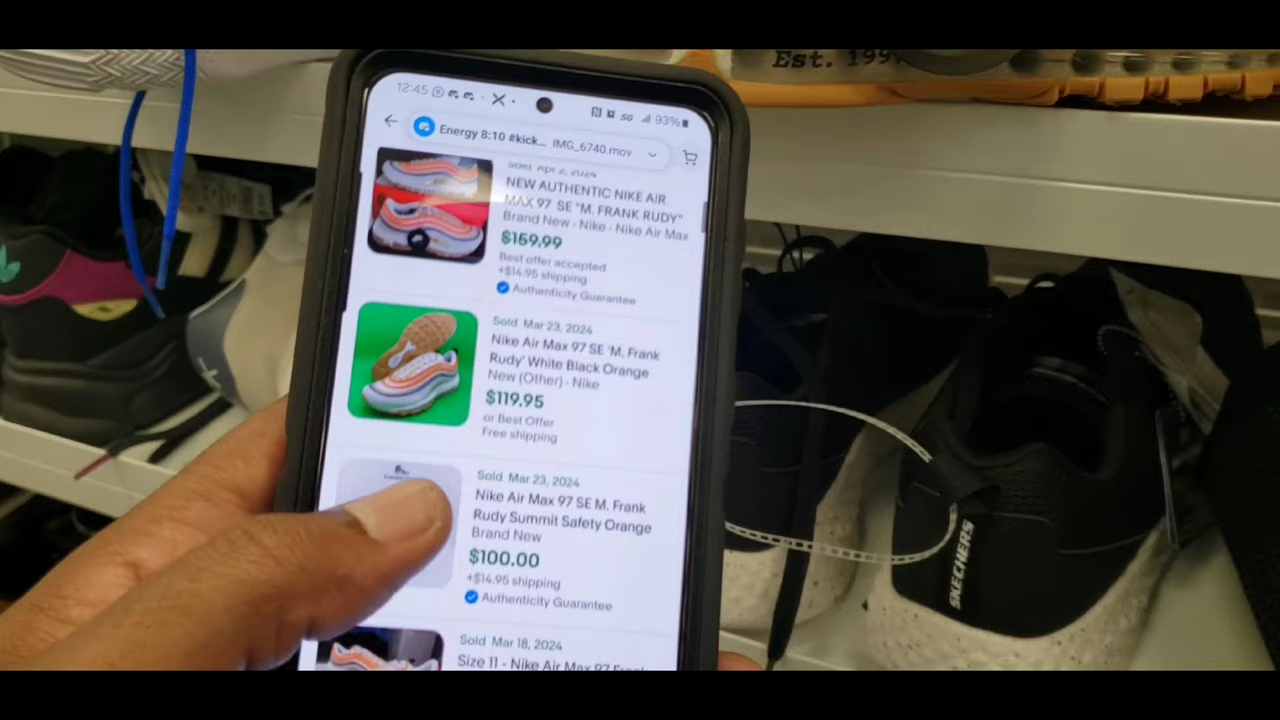 Est. 199
12:45
5G
93%
Energy 8:10 #kick... IMG_6740.mov
Sold Apr 2, 2024
NEW AUTHENTIC NIKE AIR
MAX 97 SE "M. FRANK RUDY"
Brand New · Nike · Nike Air Max
$159.99
Best offer accepted
+$14.95 shipping
Authenticity Guarantee
Sold Mar 23, 2024
Nike Air Max 97 SE 'M. Frank
Rudy' White Black Orange
New (Other) · Nike
$119.95
or Best Offer
Free shipping
Sold Mar 23, 2024
Nike Air Max 97 SE M. Frank
Rudy Summit Safety Orange
Brand New
$100.00
+$14.95 shipping
Authenticity Guarantee
Sold Mar 18, 2024
Size 11 - Nike Air Max 97 Frank
SKECHERS